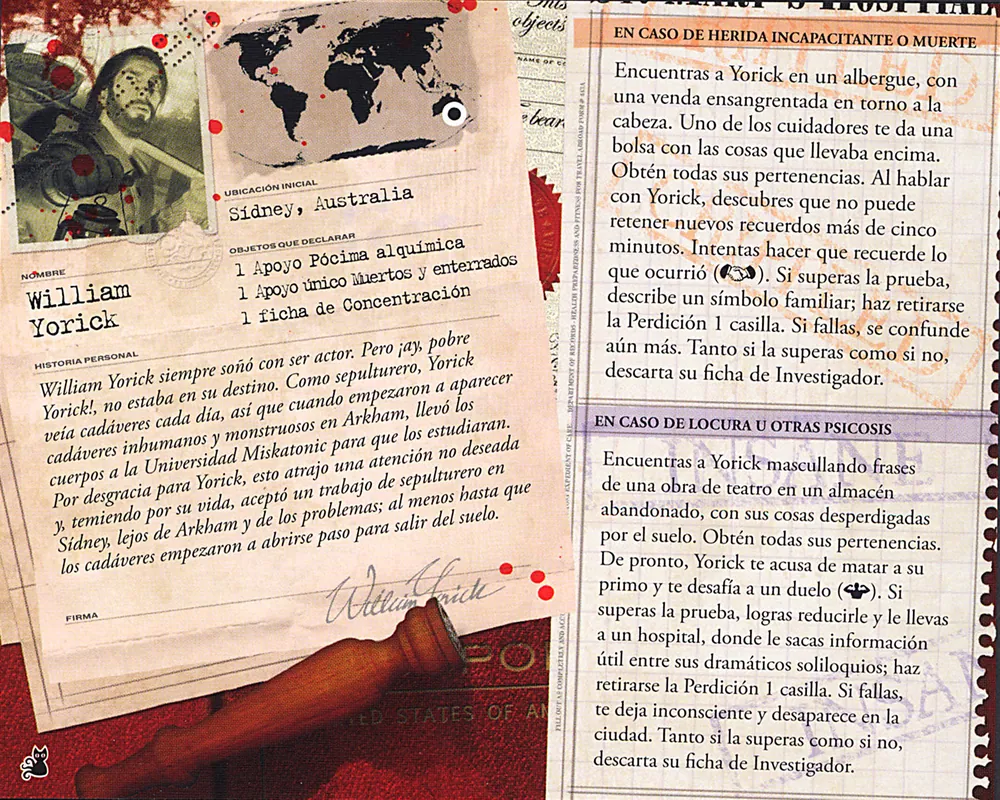 UBICACIÓN INICIAL
Sídney, Australia
OBJETOS QUE DECLARAR
1 Apoyo Pócima alquímica
1 Apoyo único Muertos y enterrados
1 ficha de Concentración
NOMBRE
William
Yorick
HISTORIA PERSONAL
William Yorick siempre soñó con ser actor. Pero ¡ay, pobre
Yorick!, no estaba en su destino. Como sepulturero, Yorick
veía cadáveres cada día, así que cuando empezaron a aparecer
cadáveres inhumanos y monstruosos en Arkham, llevó los
cuerpos a la Universidad Miskatonic para que los estudiaran.
Por desgracia para Yorick, esto atrajo una atención no deseada
y, temiendo por su vida, aceptó un trabajo de sepulturero en
Sídney, lejos de Arkham y de los problemas; al menos hasta que
los cadáveres empezaron a abrirse paso para salir del suelo.
FIRMA
William Yorick
objects
STATES OF AM
EN CASO DE HERIDA INCAPACITANTE O MUERTE
Encuentras a Yorick en un albergue, con
una venda ensangrentada en torno a la
cabeza. Uno de los cuidadores te da una
bolsa con las cosas que llevaba encima.
Obtén todas sus pertenencias. Al hablar
con Yorick, descubres que no puede
retener nuevos recuerdos más de cinco
minutos. Intentas hacer que recuerde lo
que ocurrió (). Si superas la prueba,
describe un símbolo familiar; haz retirarse
la Perdición 1 casilla. Si fallas, se confunde
aún más. Tanto si la superas como si no,
descarta su ficha de Investigador.
EN CASO DE LOCURA U OTRAS PSICOSIS
INSANE
Encuentras a Yorick mascullando frases
de una obra de teatro en un almacén
abandonado, con sus cosas desperdigadas
por el suelo. Obtén todas sus pertenencias.
De pronto, Yorick te acusa de matar a su
primo y te desafía a un duelo (). Si
superas la prueba, logras reducirle y le llevas
a un hospital, donde le sacas información
útil entre sus dramáticos soliloquios; haz
retirarse la Perdición 1 casilla. Si fallas,
te deja inconsciente y desaparece en la
ciudad. Tanto si la superas como si no,
descarta su ficha de Investigador.